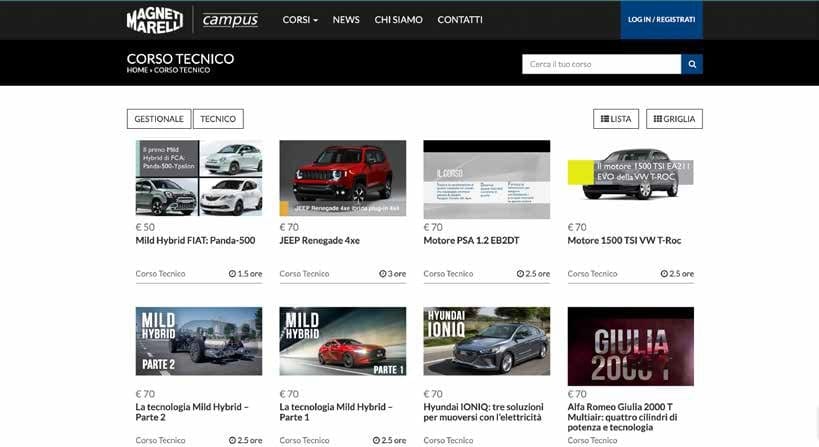 MAGNETI
MARELLI
campus
CORSI
NEWS
CHI SIAMO
CONTATTI
LOG IN / REGISTRATI
CORSO TECNICO
HOME » CORSO TECNICO
Cerca il tuo corso
GESTIONALE
TECNICO
LISTA
GRIGLIA
Il primo Mild
Hybrid di FCA:
Panda-500-Ypsilon
€ 50
Mild Hybrid FIAT: Panda-500
Corso Tecnico
1.5 ore
JEEP Renegade 4xe ibrida plug-in 4x4
€ 70
JEEP Renegade 4xe
Corso Tecnico
3 ore
IL CORSO
€ 70
Motore PSA 1.2 EB2DT
Corso Tecnico
2.5 ore
il motore 1500 TSI EA211
EVO della VW T-ROC
€ 70
Motore 1500 TSI VW T-Roc
Corso Tecnico
2.5 ore
MILD
HYBRID
PARTE 2
€ 70
La tecnologia Mild Hybrid –
Parte 2
Corso Tecnico
2.5 ore
MILD
HYBRID
PARTE 1
€ 70
La tecnologia Mild Hybrid –
Parte 1
Corso Tecnico
2.5 ore
HYUNDAI
IONIQ
€ 70
Hyundai IONIQ: tre soluzioni
per muoversi con l'elettricità
Corso Tecnico
2.5 ore
GIULIA
2000 T
€ 70
Alfa Romeo Giulia 2000 T
Multiair: quattro cilindri di
potenza e tecnologia
Corso Tecnico